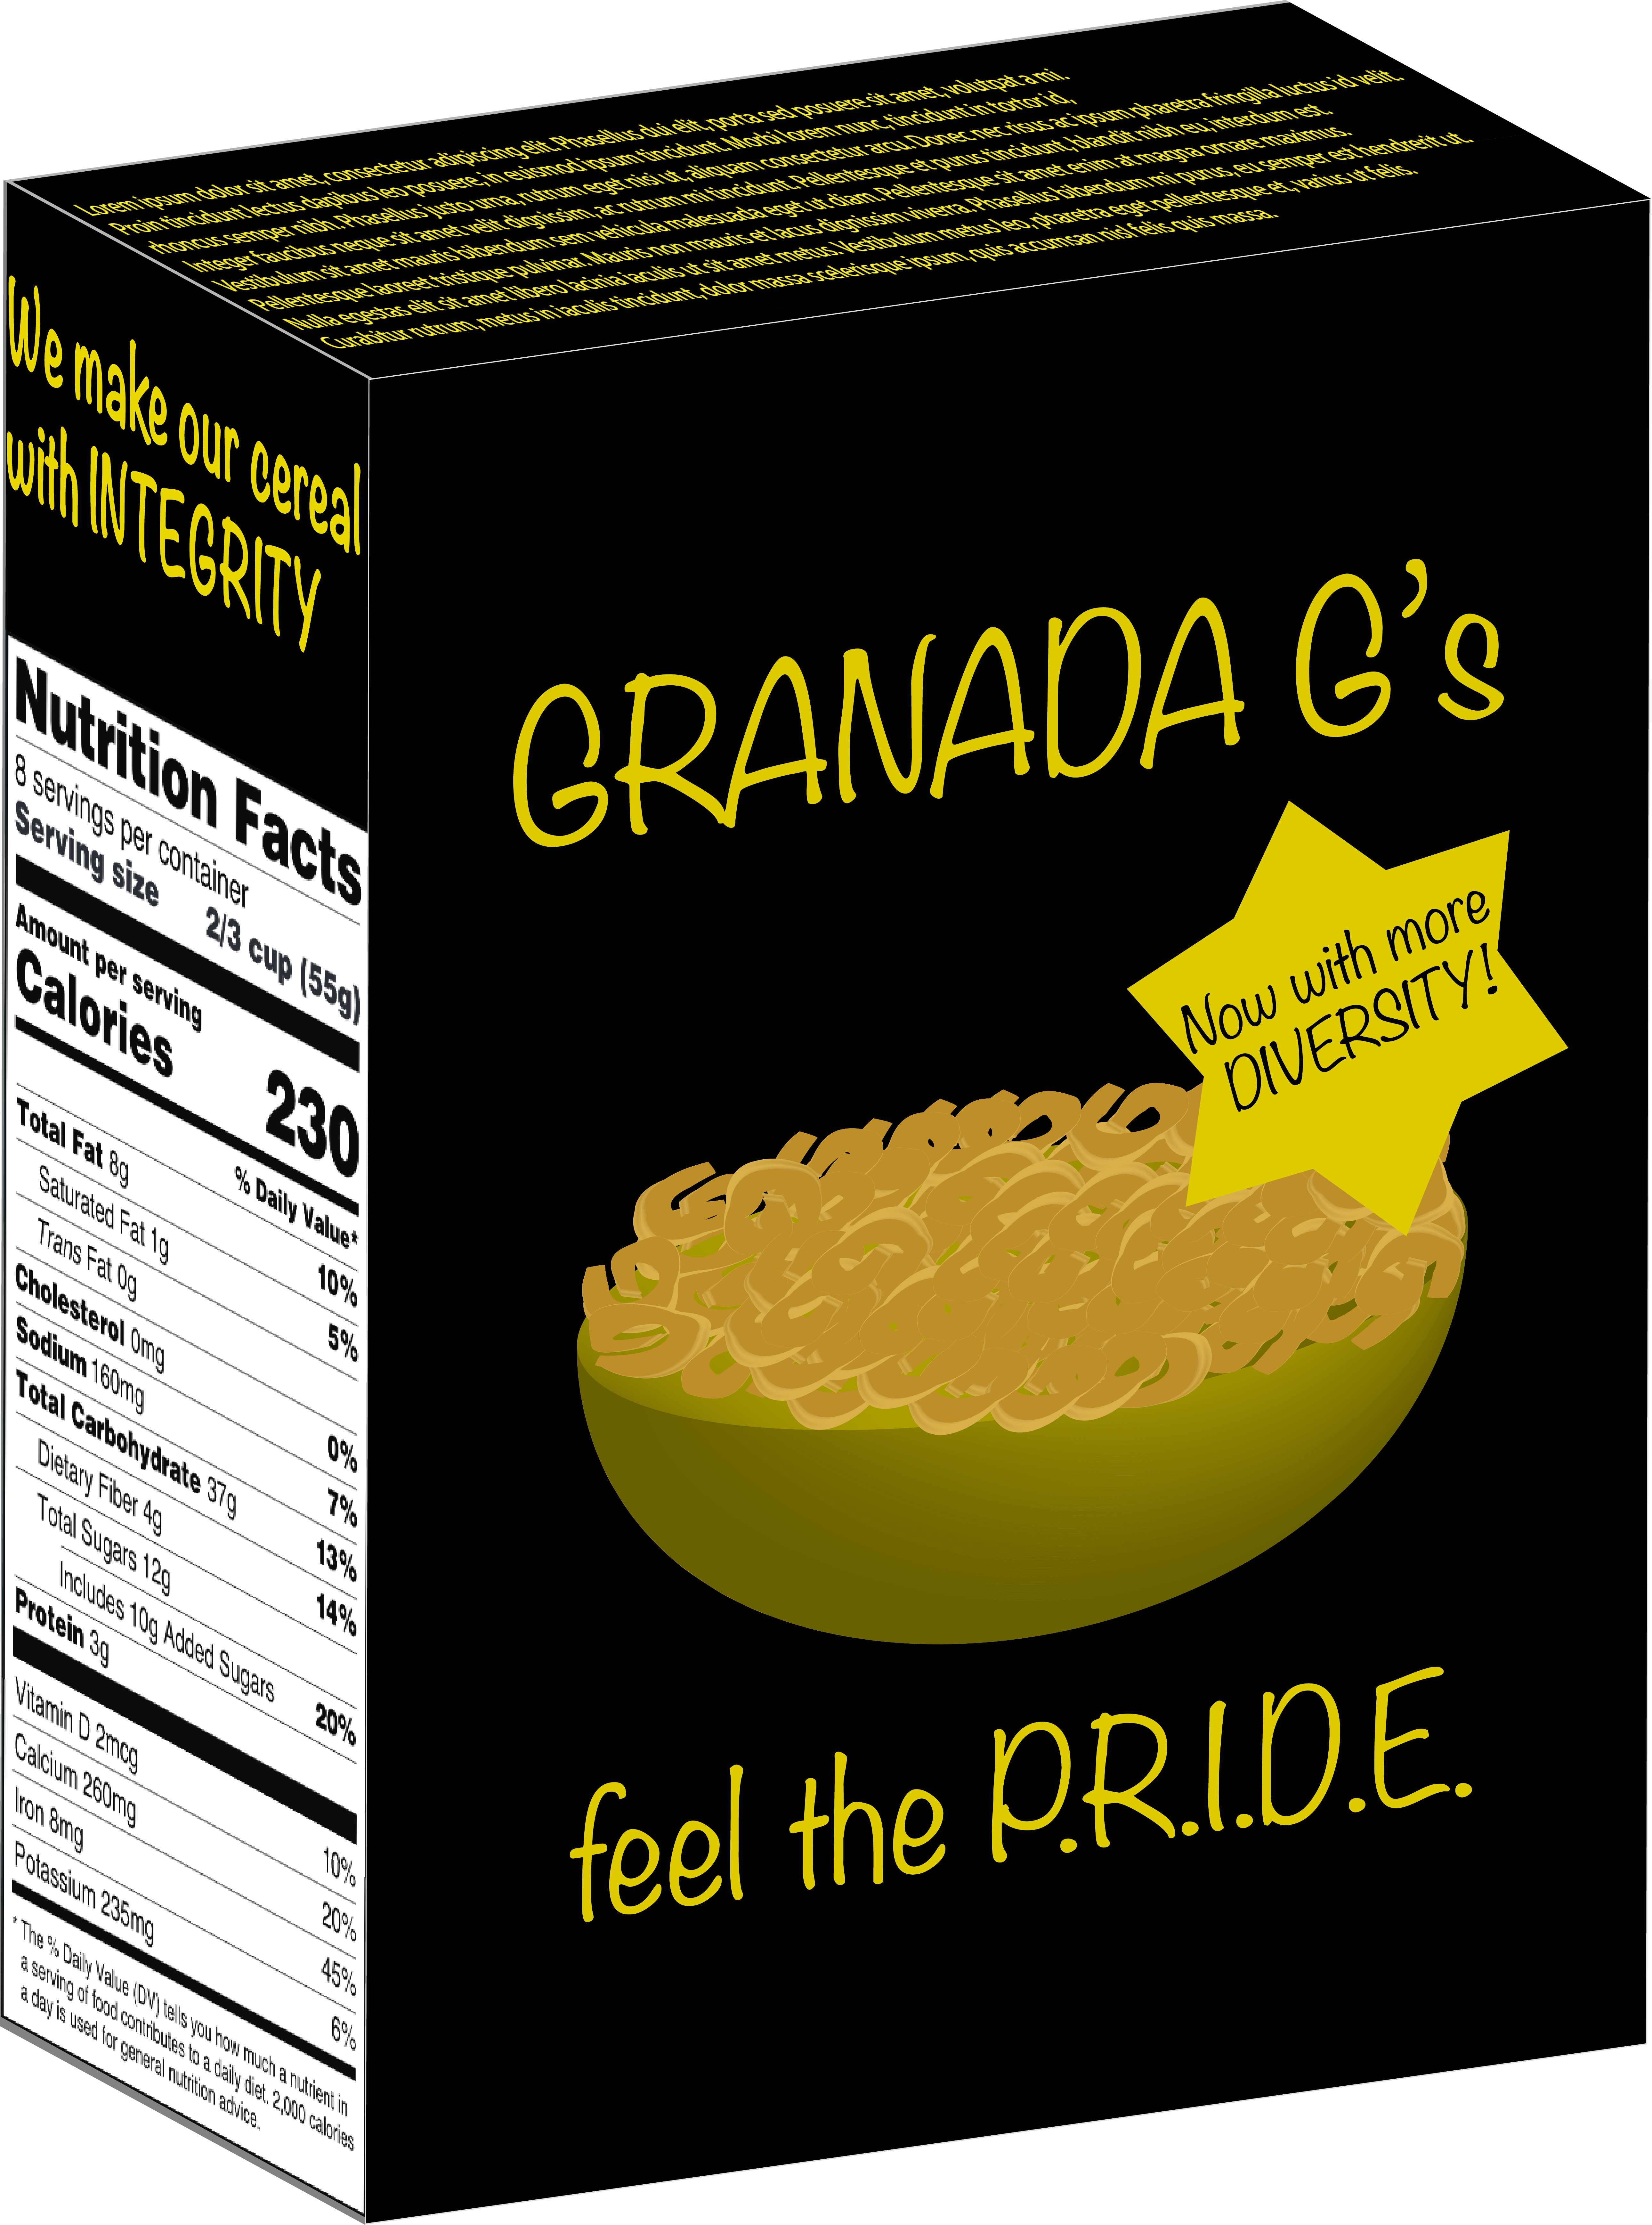 Lorem ipsum dolor sit amet, consectetur adipiscing elit. Phasellus dui elit, porta sed posuere sit amet, volutpat a mi.
Proin tincidunt lectus dapibus leo posuere, in euismod ipsum tincidunt. Morbi lorem nunc, tincidunt in tortor id,
rhoncus semper nibh. Phasellus justo urna, rutrum eget nisi ut, aliquam consectetur arcu. Donec nec risus ac ipsum pharetra fringilla luctus id velit.
Integer faucibus neque sit amet velit dignissim, ac rutrum mi tincidunt. Pellentesque et purus tincidunt, blandit nibh eu, interdum est.
Vestibulum sit amet mauris bibendum sem vehicula malesuada eget ut diam. Pellentesque sit amet enim at magna ornare maximus.
Pellentesque laoreet tristique pulvinar. Mauris non mauris et lacus dignissim viverra. Phasellus bibendum mi purus, eu semper est hendrerit ut.
Nulla egestas elit sit amet libero lacinia iaculis ut sit amet metus. Vestibulum metus leo, pharetra eget pellentesque et, varius ut felis.
Curabitur rutrum, metus in iaculis tincidunt, dolor massa scelerisque ipsum, quis accumsan nisl felis quis massa.
We make our cereal
with INTEGRITY
Nutrition Facts
8 servings per container
Serving size 2/3 cup (55g)
Amount per serving
Calories 230
% Daily Value*
Total Fat 8g 10%
Saturated Fat 1g 5%
Trans Fat 0g
Cholesterol 0mg 0%
Sodium 160mg 7%
Total Carbohydrate 37g 13%
Dietary Fiber 4g 14%
Total Sugars 12g
Includes 10g Added Sugars 20%
Protein 3g
Vitamin D 2mcg 10%
Calcium 260mg 20%
Iron 8mg 45%
Potassium 235mg 6%
* The % Daily Value (DV) tells you how much a nutrient in
a serving of food contributes to a daily diet. 2,000 calories
a day is used for general nutrition advice.
GRANADA G's
Now with more
DIVERSITY!
feel the P.R.I.D.E.